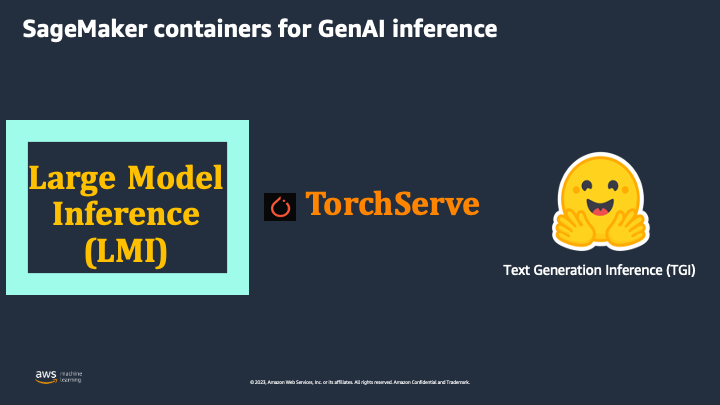 SageMaker containers for GenAI inference
Large Model
Inference
(LMI)
TorchServe
Text Generation Inference (TGI)
aws machine
learning
© 2023, Amazon Web Services, Inc. or its affiliates. All rights reserved. Amazon Confidential and Trademark.